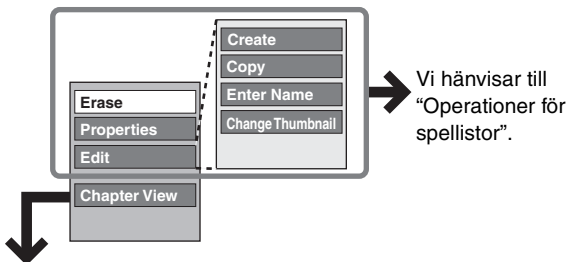 Create
Copy
Enter Name
Change Thumbnail
Erase
Properties
Edit
Chapter View
Vi hänvisar till
“Operationer för
spellistor”.